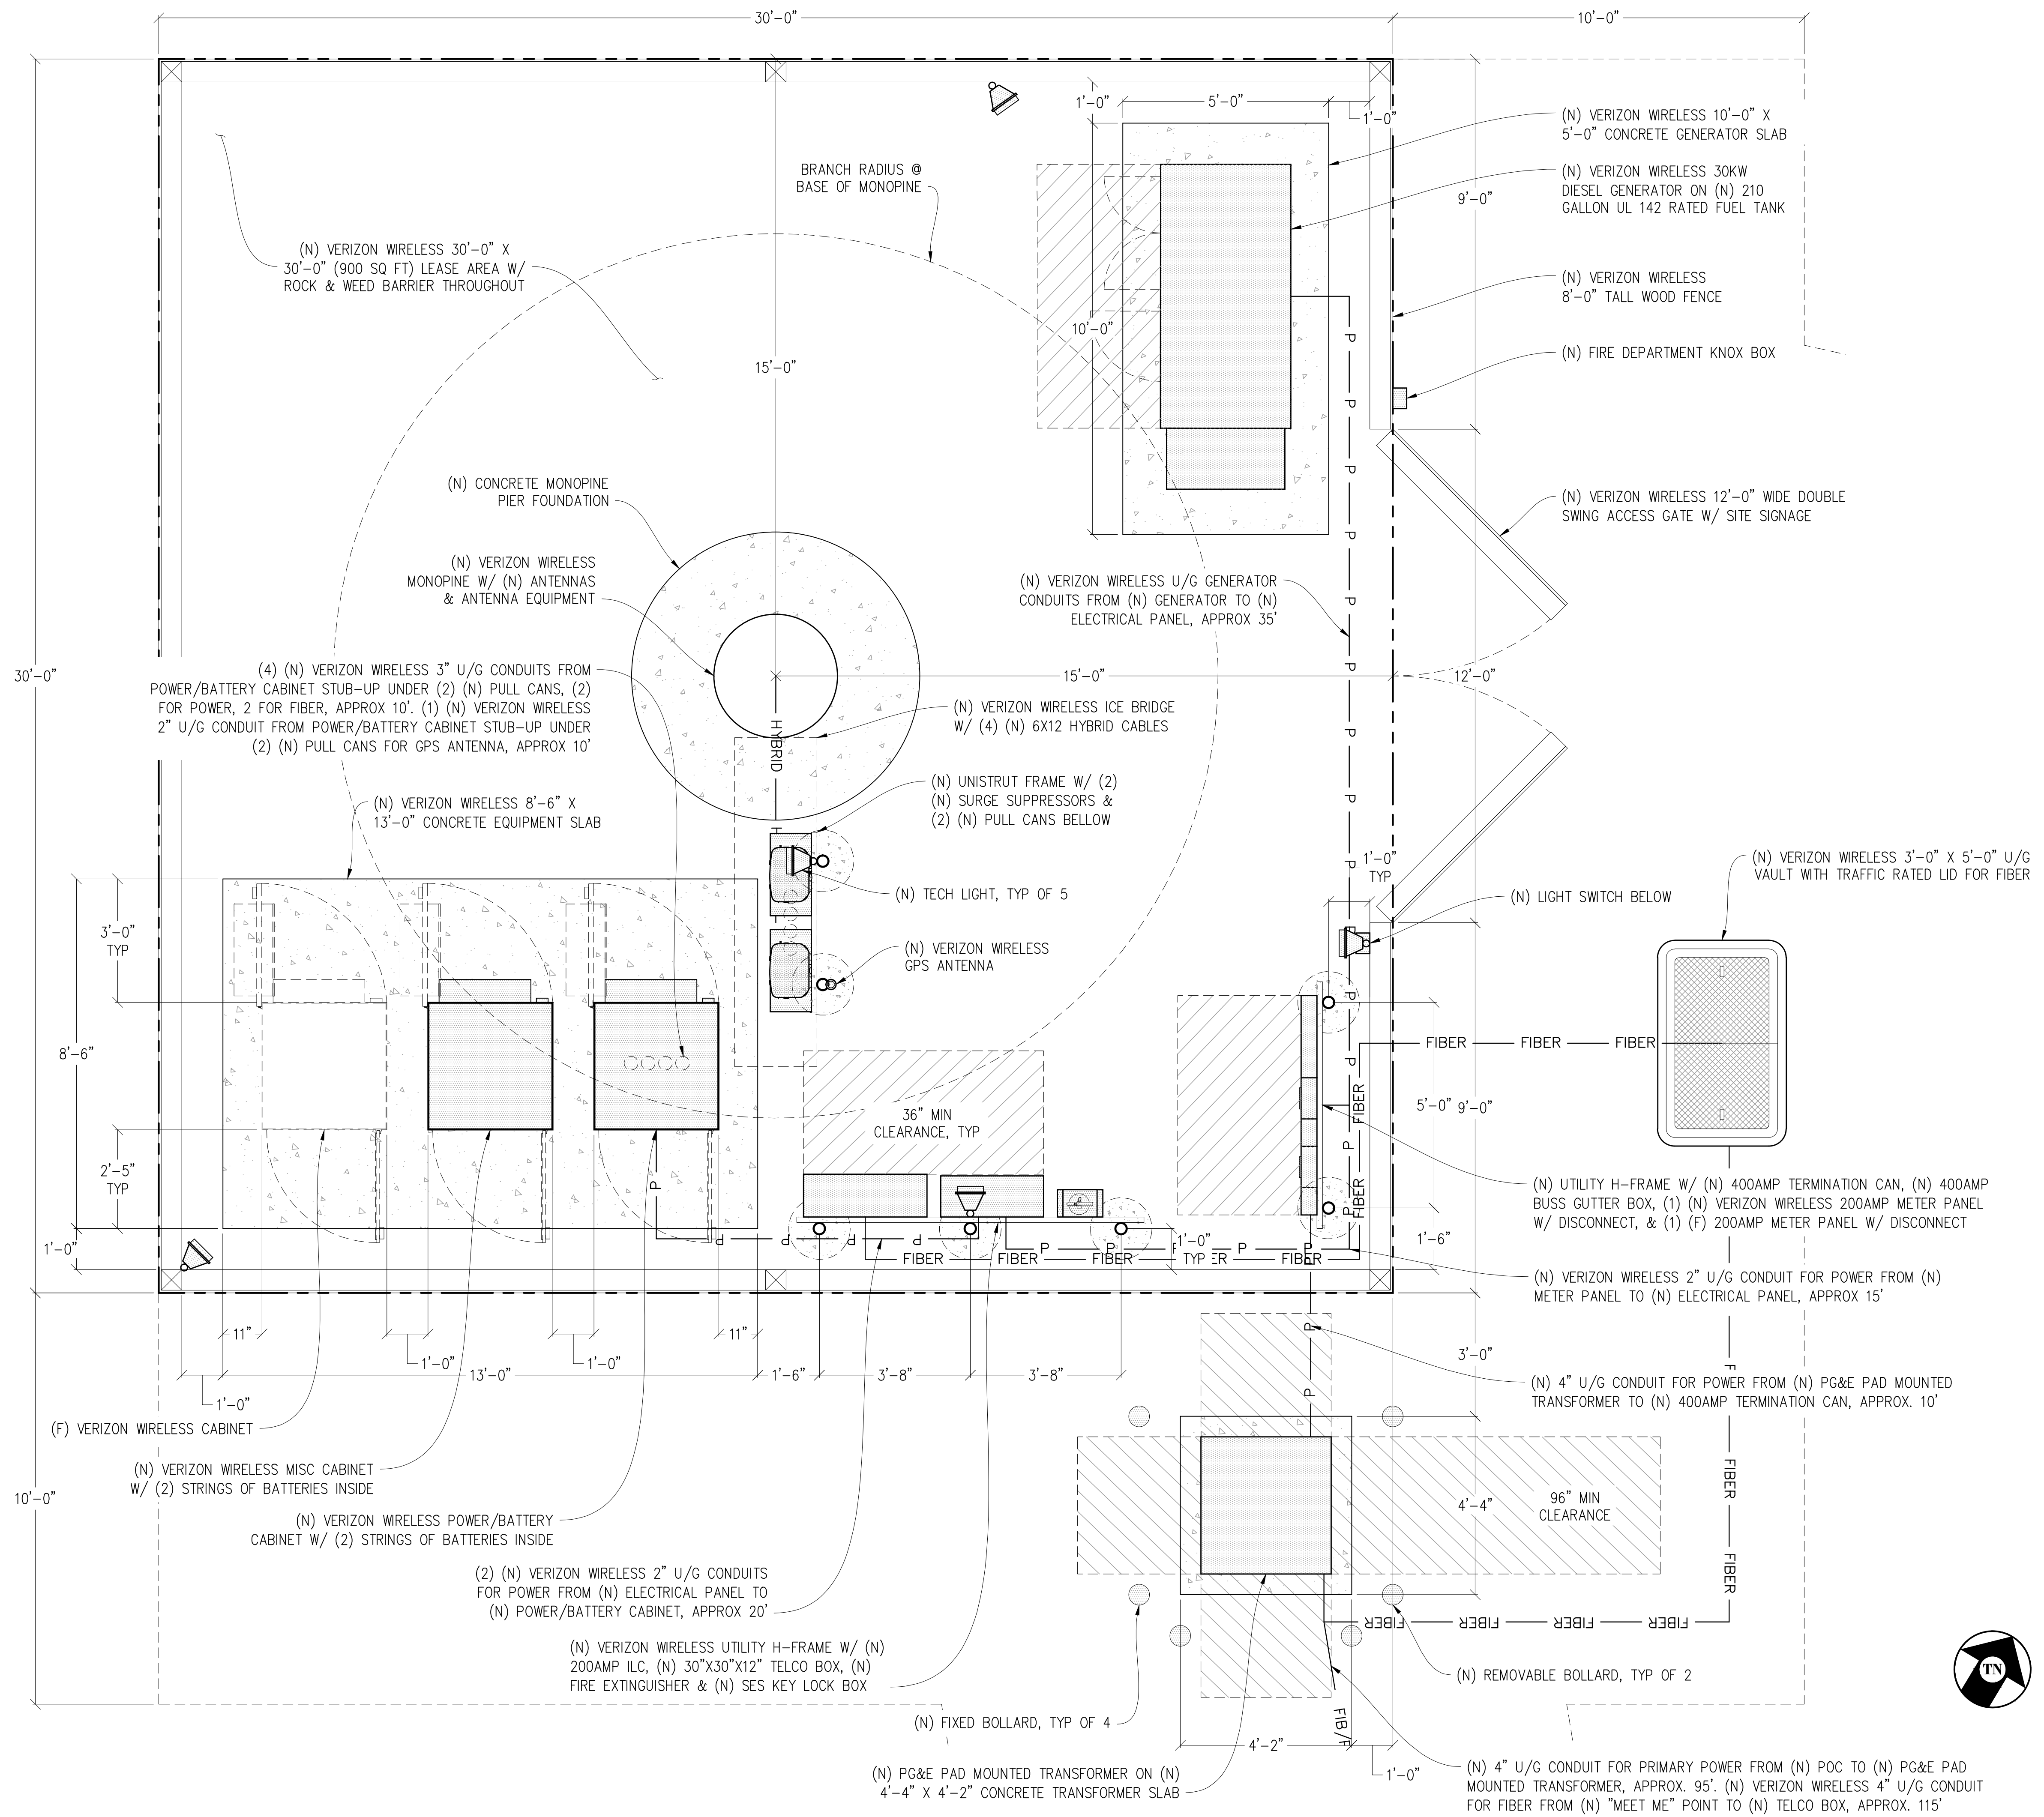 30'-0"
10'-0"
1'-0"
5'-0"
1'-0"
(N) VERIZON WIRELESS 10'-0" X
5'-0" CONCRETE GENERATOR SLAB
BRANCH RADIUS @
BASE OF MONOPINE
(N) VERIZON WIRELESS 30KW
DIESEL GENERATOR ON (N) 210
GALLON UL 142 RATED FUEL TANK
9'-0"
(N) VERIZON WIRELESS 30'-0" X
30'-0" (900 SQ FT) LEASE AREA W/
ROCK & WEED BARRIER THROUGHOUT
(N) VERIZON WIRELESS
8'-0" TALL WOOD FENCE
10'-0"
P
(N) FIRE DEPARTMENT KNOX BOX
15'-0"
P
P
(N) CONCRETE MONOPINE
PIER FOUNDATION
(N) VERIZON WIRELESS 12'-0" WIDE DOUBLE
SWING ACCESS GATE W/ SITE SIGNAGE
P
(N) VERIZON WIRELESS
MONOPINE W/ (N) ANTENNAS
& ANTENNA EQUIPMENT
(N) VERIZON WIRELESS U/G GENERATOR
CONDUITS FROM (N) GENERATOR TO (N)
ELECTRICAL PANEL, APPROX 35'
P
30'-0"
15'-0"
P
12'-0"
(4) (N) VERIZON WIRELESS 3" U/G CONDUITS FROM
POWER/BATTERY CABINET STUB-UP UNDER (2) (N) PULL CANS, (2)
FOR POWER, 2 FOR FIBER, APPROX 10'. (1) (N) VERIZON WIRELESS
2" U/G CONDUIT FROM POWER/BATTERY CABINET STUB-UP UNDER
(2) (N) PULL CANS FOR GPS ANTENNA, APPROX 10'
HYBRID
(N) VERIZON WIRELESS ICE BRIDGE
W/ (4) (N) 6X12 HYBRID CABLES
P
(N) UNISTRUT FRAME W/ (2)
(N) SURGE SUPPRESSORS &
(2) (N) PULL CANS BELLOW
P
H
(N) VERIZON WIRELESS 8'-6" X
13'-0" CONCRETE EQUIPMENT SLAB
P
1'-0"
TYP
(N) VERIZON WIRELESS 3'-0" X 5'-0" U/G
VAULT WITH TRAFFIC RATED LID FOR FIBER
(N) TECH LIGHT, TYP OF 5
(N) LIGHT SWITCH BELOW
3'-0"
TYP
(N) VERIZON WIRELESS
GPS ANTENNA
P
P
8'-6"
FIBER
FIBER
FIBER
P
FIBER
5'-0"
9'-0"
36" MIN
CLEARANCE, TYP
P
2'-5"
TYP
P
FIBER
(N) UTILITY H-FRAME W/ (N) 400AMP TERMINATION CAN, (N) 400AMP
BUSS GUTTER BOX, (1) (N) VERIZON WIRELESS 200AMP METER PANEL
W/ DISCONNECT, & (1) (F) 200AMP METER PANEL W/ DISCONNECT
1'-0"
P
P
P
P
1'-0"
TYP
P
P
P
P
P
1'-6"
FIBER
FIBER
FIBER
FIBER
(N) VERIZON WIRELESS 2" U/G CONDUIT FOR POWER FROM (N)
METER PANEL TO (N) ELECTRICAL PANEL, APPROX 15'
11"
1'-0"
1'-0"
11"
P
3'-0"
1'-0"
13'-0"
1'-6"
3'-8"
3'-8"
P
(N) 4" U/G CONDUIT FOR POWER FROM (N) PG&E PAD MOUNTED
TRANSFORMER TO (N) 400AMP TERMINATION CAN, APPROX. 10'
(F) VERIZON WIRELESS CABINET
(N) VERIZON WIRELESS MISC CABINET
W/ (2) STRINGS OF BATTERIES INSIDE
FIBER
10'-0"
4'-4"
96" MIN
CLEARANCE
(N) VERIZON WIRELESS POWER/BATTERY
CABINET W/ (2) STRINGS OF BATTERIES INSIDE
FIBER
(2) (N) VERIZON WIRELESS 2" U/G CONDUITS
FOR POWER FROM (N) ELECTRICAL PANEL TO
(N) POWER/BATTERY CABINET, APPROX 20'
FIBER
FIBER
FIBER
FIBER
(N) VERIZON WIRELESS UTILITY H-FRAME W/ (N)
200AMP ILC, (N) 30"X30"X12" TELCO BOX, (N)
FIRE EXTINGUISHER & (N) SES KEY LOCK BOX
(N) REMOVABLE BOLLARD, TYP OF 2
TN
(N) FIXED BOLLARD, TYP OF 4
FIB/P
4'-2"
1'-0"
(N) PG&E PAD MOUNTED TRANSFORMER ON (N)
4'-4" X 4'-2" CONCRETE TRANSFORMER SLAB
(N) 4" U/G CONDUIT FOR PRIMARY POWER FROM (N) POC TO (N) PG&E PAD
MOUNTED TRANSFORMER, APPROX. 95'. (N) VERIZON WIRELESS 4" U/G CONDUIT
FOR FIBER FROM (N) "MEET ME" POINT TO (N) TELCO BOX, APPROX. 115'